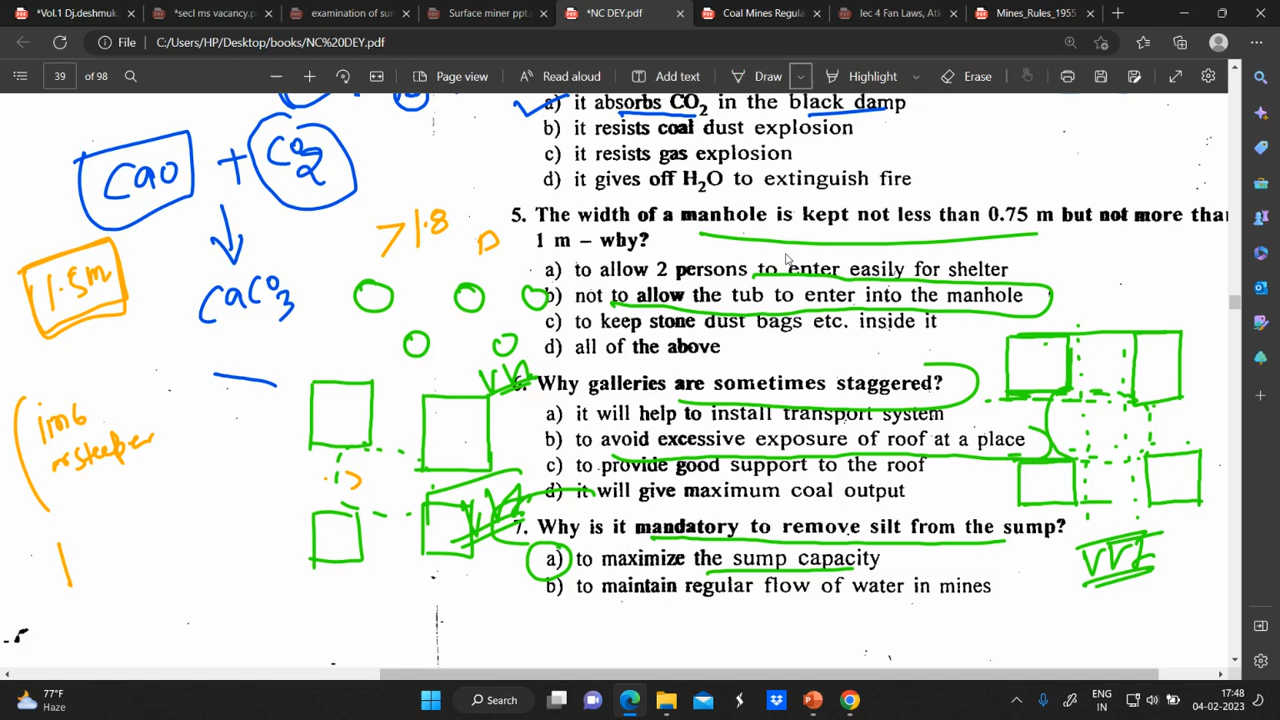 *Vol.1 Dj.deshmuk
*secl ms vacancy.pd
examination of sur
Surface miner ppt.
*NC DEY.pdf
Coal Mines Regula
lec 4 Fan Laws, Atk
Mines_Rules_1955
File
C:/Users/HP/Desktop/books/NC%20DEY.pdf
39
of 98
Page view
Read aloud
Add text
Draw
Highlight
Erase
a) it absorbs CO2 in the black damp
b) it resists coal dust explosion
c) it resists gas explosion
d) it gives off H2O to extinguish fire
5. The width of a manhole is kept not less than 0.75 m but not more than
1 m – why?
a) to allow 2 persons to enter easily for shelter
b) not to allow the tub to enter into the manhole
c) to keep stone dust bags etc. inside it
d) all of the above
6. Why galleries are sometimes staggered?
a) it will help to install transport system
b) to avoid excessive exposure of roof at a place
c) to provide good support to the roof
d) it will give maximum coal output
7. Why is it mandatory to remove silt from the sump?
a) to maximize the sump capacity
b) to maintain regular flow of water in mines
CaO + CO2
CaCO3
>1.8
1.5m
VVI
77°F
Haze
Search
ENG
IN
17:48
04-02-2023